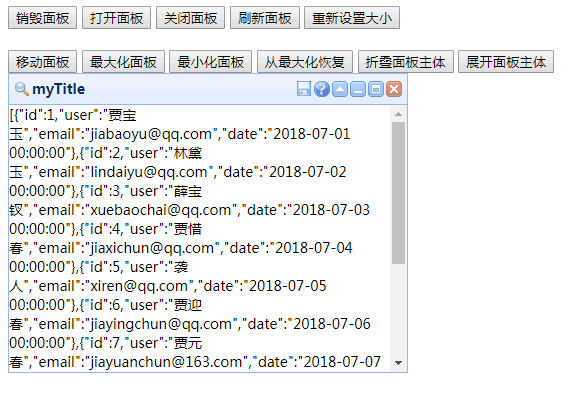 销毁面板 打开面板 关闭面板 刷新面板 重新设置大小
移动面板 最大化面板 最小化面板 从最大化恢复 折叠面板主体 展开面板主体
myTitle
[{"id":1,"user":"贾宝
玉","email":"jiabaoyu@qq.com","date":"2018-07-01
00:00:00"},{"id":2,"user":"林黛
玉","email":"lindaiyu@qq.com","date":"2018-07-02
00:00:00"},{"id":3,"user":"薛宝
钗","email":"xuebaochai@qq.com","date":"2018-07-03
00:00:00"},{"id":4,"user":"贾惜
春","email":"jiaxichun@qq.com","date":"2018-07-04
00:00:00"},{"id":5,"user":"袭
人","email":"xiren@qq.com","date":"2018-07-05
00:00:00"},{"id":6,"user":"贾迎
春","email":"jiayingchun@qq.com","date":"2018-07-06
00:00:00"},{"id":7,"user":"贾元
春","email":"jiayuanchun@163.com","date":"2018-07-07